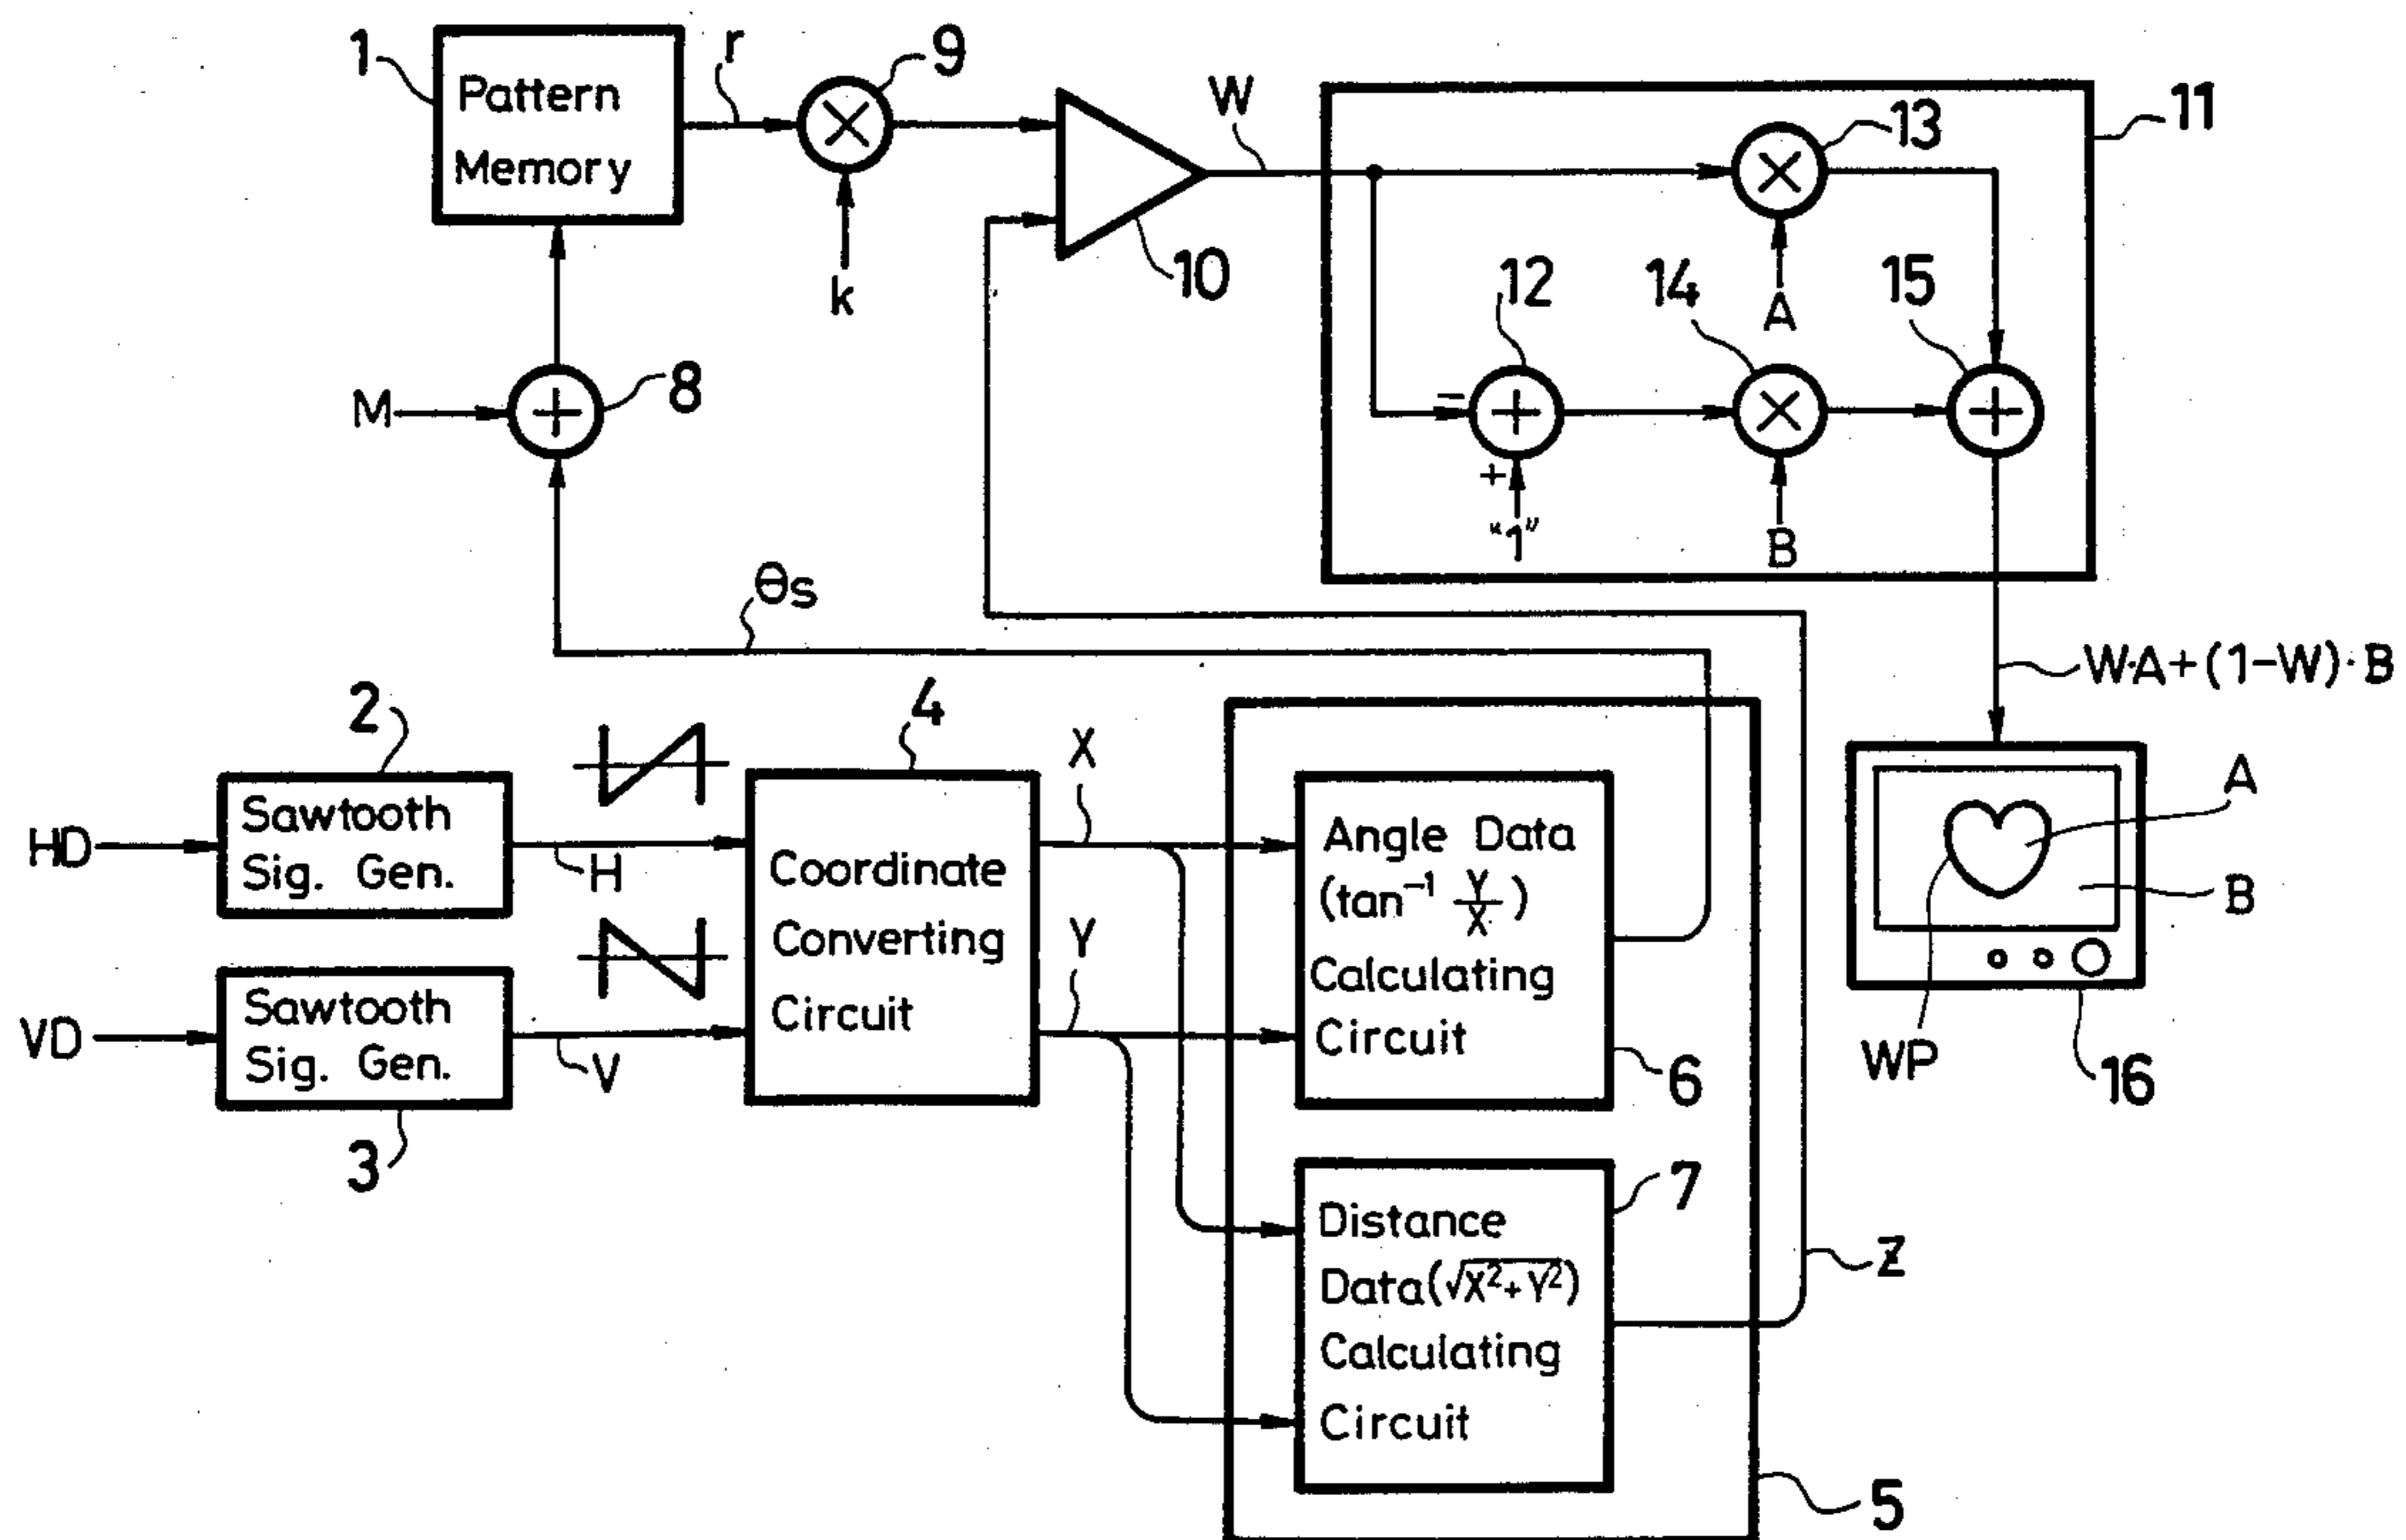 1
Pattern
Memory
r
9
k
W
10
11
13
A
12
14
15
−
+
"1"
B
M
8
θs
W·A+(1−W)·B
2
HD
Sawtooth
Sig. Gen.
H
VD
Sawtooth
Sig. Gen.
V
3
4
Coordinate
Converting
Circuit
X
Y
Angle Data
(tan⁻¹ Y/X)
Calculating
Circuit
6
7
Distance
Data(√X²+Y²)
Calculating
Circuit
Z
5
A
B
WP
16